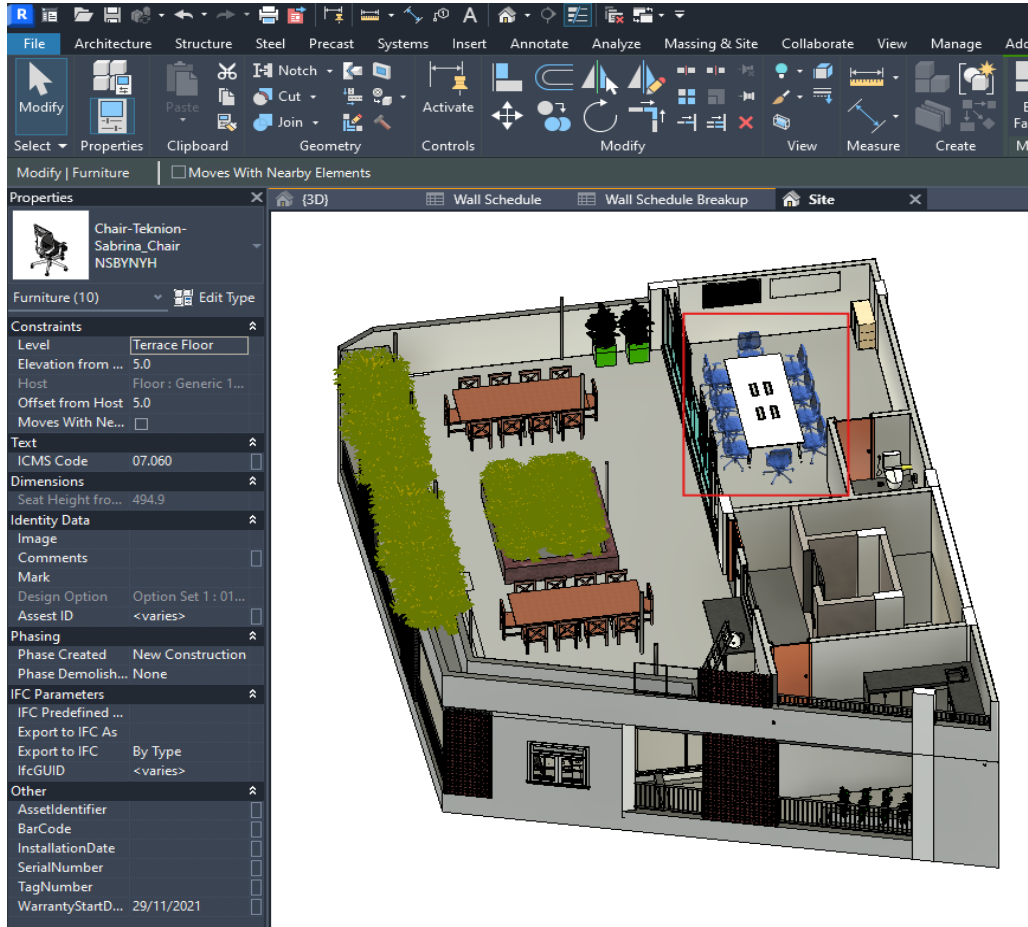 R
A
File Architecture Structure Steel Precast Systems Insert Annotate Analyze Massing & Site Collaborate View Manage Add
Modify
Paste
Notch
Cut
Join
Activate
E
Fa
Select Properties Clipboard Geometry Controls Modify View Measure Create M
Modify | Furniture Moves With Nearby Elements
Properties
{3D} Wall Schedule Wall Schedule Breakup Site
Chair-Teknion-
Sabrina_Chair
NSBYNYH
Furniture (10) Edit Type
Constraints
Level Terrace Floor
Elevation from ... 5.0
Host Floor : Generic 1...
Offset from Host 5.0
Moves With Ne...
Text
ICMS Code 07.060
Dimensions
Seat Height fro... 494.9
Identity Data
Image
Comments
Mark
Design Option Option Set 1 : 01...
Assest ID <varies>
Phasing
Phase Created New Construction
Phase Demolish... None
IFC Parameters
IFC Predefined ...
Export to IFC As
Export to IFC By Type
IfcGUID <varies>
Other
AssetIdentifier
BarCode
InstallationDate
SerialNumber
TagNumber
WarrantyStartD... 29/11/2021